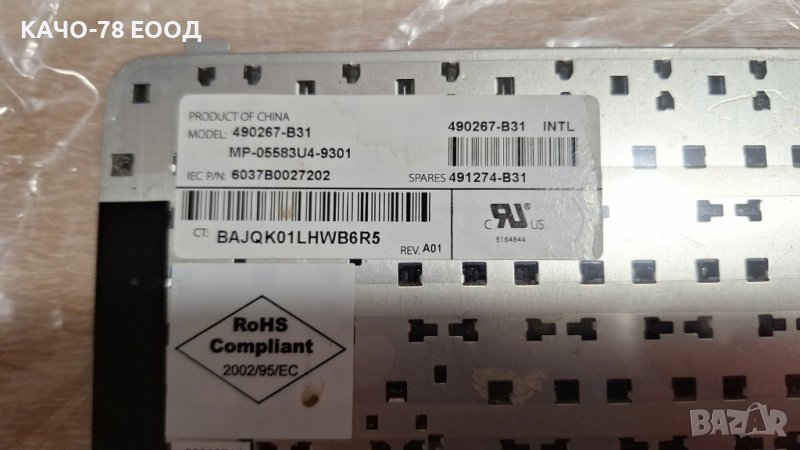 КАЧО-78 ЕООД
PRODUCT OF CHINA
MODEL: 490267-B31
MP-05583U4-9301
IEC P/N: 6037B0027202
490267-B31 INTL
SPARES 491274-B31
CT: BAJQK01LHWB6R5
REV. A01
C US
E164844
RoHS
Compliant
2002/95/EC
BAZAR